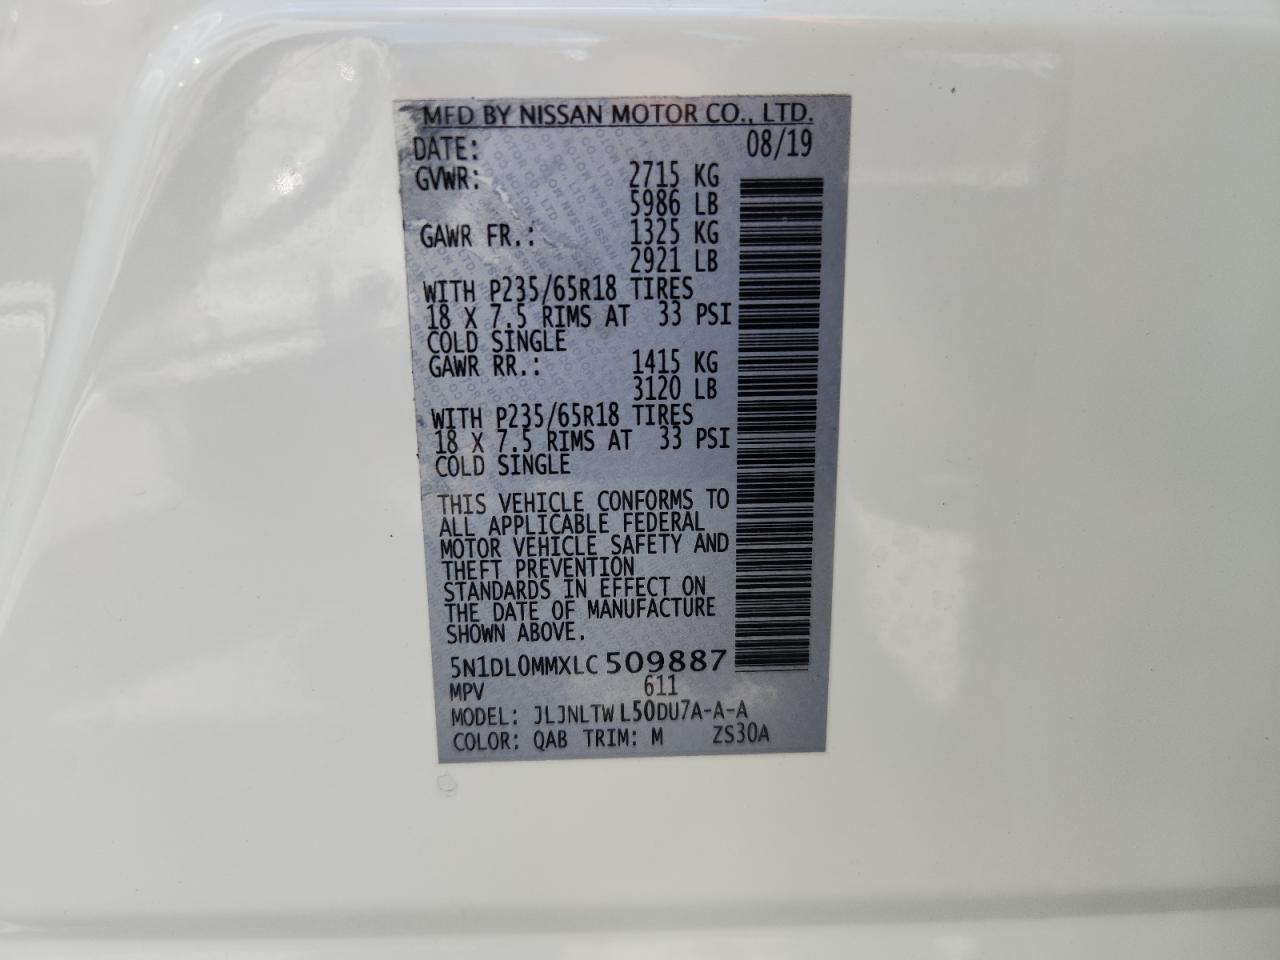 MFD BY NISSAN MOTOR CO., LTD.
DATE: 08/19
GVWR: 2715 KG
5986 LB
GAWR FR.: 1325 KG
2921 LB
WITH P235/65R18 TIRES
18 X 7.5 RIMS AT 33 PSI
COLD SINGLE
GAWR RR.: 1415 KG
3120 LB
WITH P235/65R18 TIRES
18 X 7.5 RIMS AT 33 PSI
COLD SINGLE
THIS VEHICLE CONFORMS TO
ALL APPLICABLE FEDERAL
MOTOR VEHICLE SAFETY AND
THEFT PREVENTION
STANDARDS IN EFFECT ON
THE DATE OF MANUFACTURE
SHOWN ABOVE.
5N1DL0MMXLC 509887
MPV 611
MODEL: JLJNLTW L50DU7A-A-A
COLOR: QAB TRIM: M ZS30A